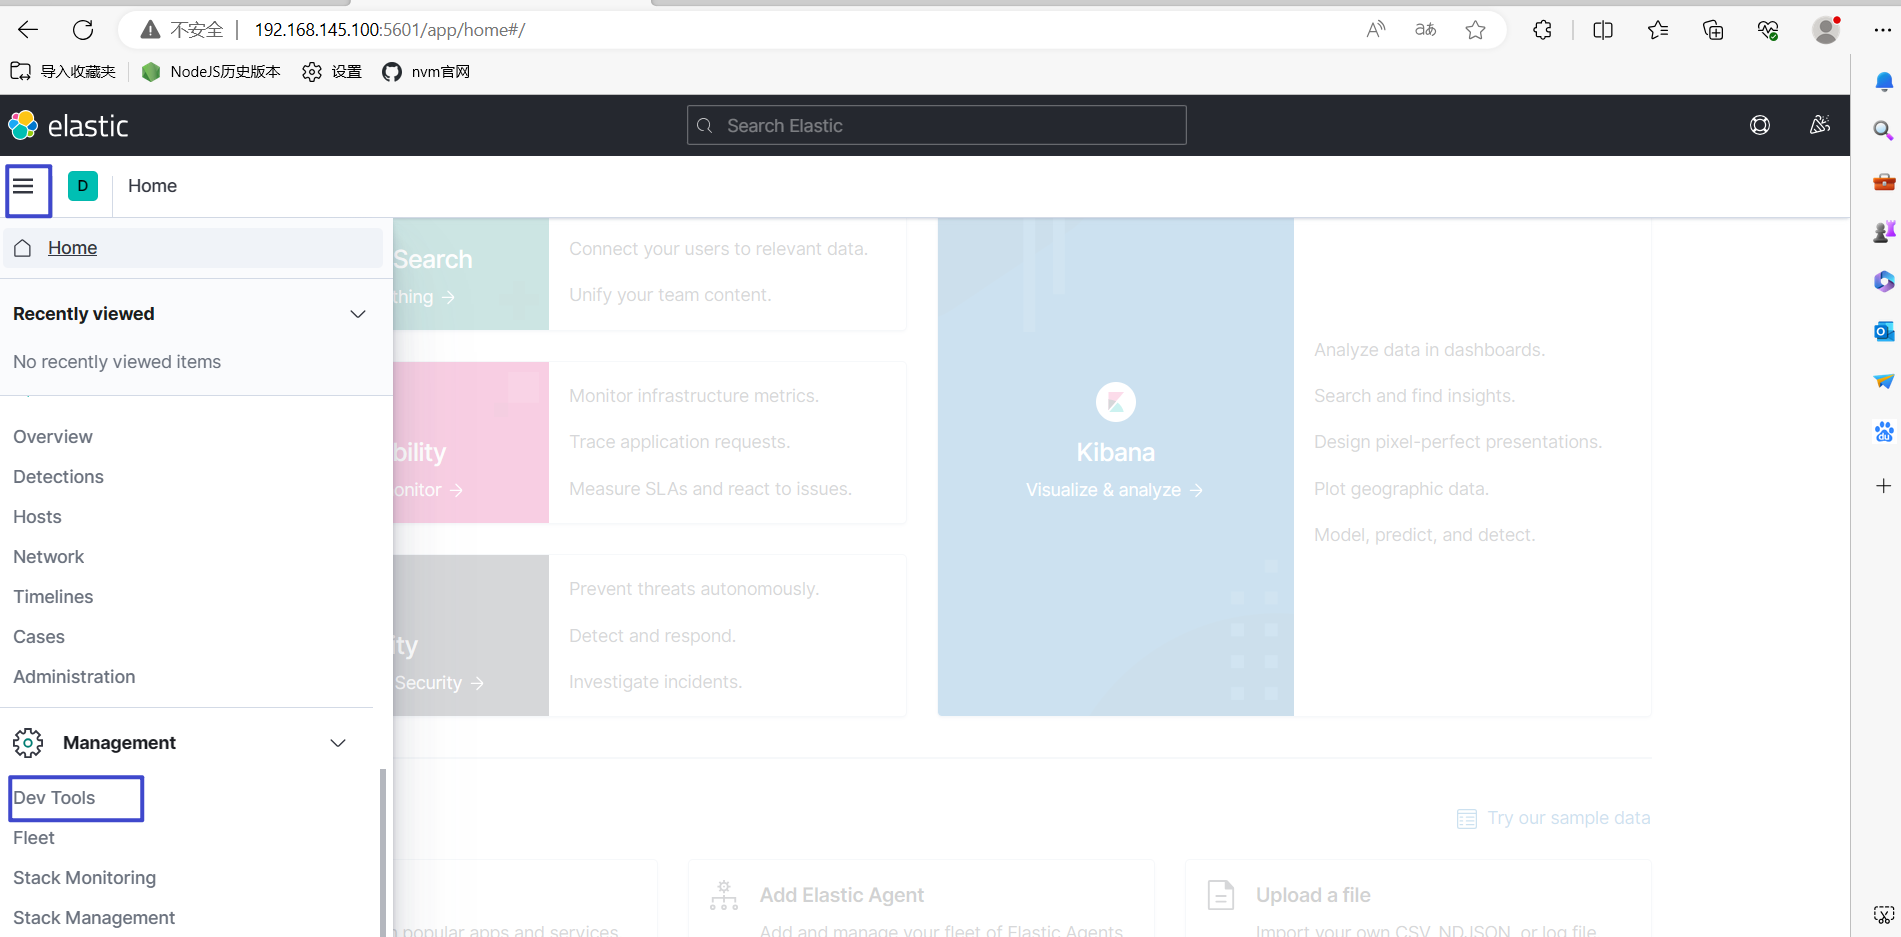 不安全 192.168.145.100:5601/app/home#/
导入收藏夹 NodeJS历史版本 设置 nvm官网
elastic Search Elastic
D Home
Home
Recently viewed
No recently viewed items
Overview
Detections
Hosts
Network
Timelines
Cases
Administration
Management
Dev Tools
Fleet
Stack Monitoring
Stack Management
Search
thing
Connect your users to relevant data.
Unify your team content.
bility
onitor
Monitor infrastructure metrics.
Trace application requests.
Measure SLAs and react to issues.
ity
Security
Prevent threats autonomously.
Detect and respond.
Investigate incidents.
Kibana
Visualize & analyze
Analyze data in dashboards.
Search and find insights.
Design pixel-perfect presentations.
Plot geographic data.
Model, predict, and detect.
Try our sample data
popular apps and services
Add Elastic Agent
Add and manage your fleet of Elastic Agents
Upload a file
Import your own CSV, NDJSON, or log file